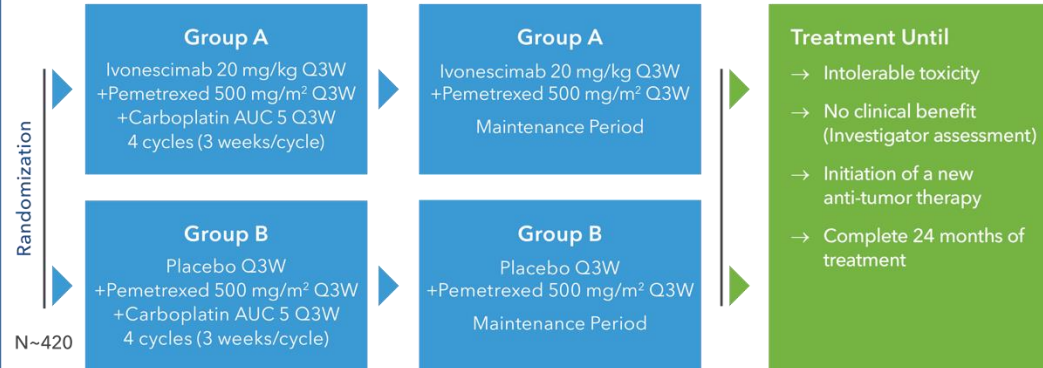 Randomization
N~420
Group A
Ivonescimab 20 mg/kg Q3W
+Pemetrexed 500 mg/m² Q3W
+Carboplatin AUC 5 Q3W
4 cycles (3 weeks/cycle)
Group A
Ivonescimab 20 mg/kg Q3W
+Pemetrexed 500 mg/m² Q3W
Maintenance Period
Group B
Placebo Q3W
+Pemetrexed 500 mg/m² Q3W
+Carboplatin AUC 5 Q3W
4 cycles (3 weeks/cycle)
Group B
Placebo Q3W
+Pemetrexed 500 mg/m² Q3W
Maintenance Period
Treatment Until
→ Intolerable toxicity
→ No clinical benefit
(Investigator assessment)
→ Initiation of a new
anti-tumor therapy
→ Complete 24 months of
treatment